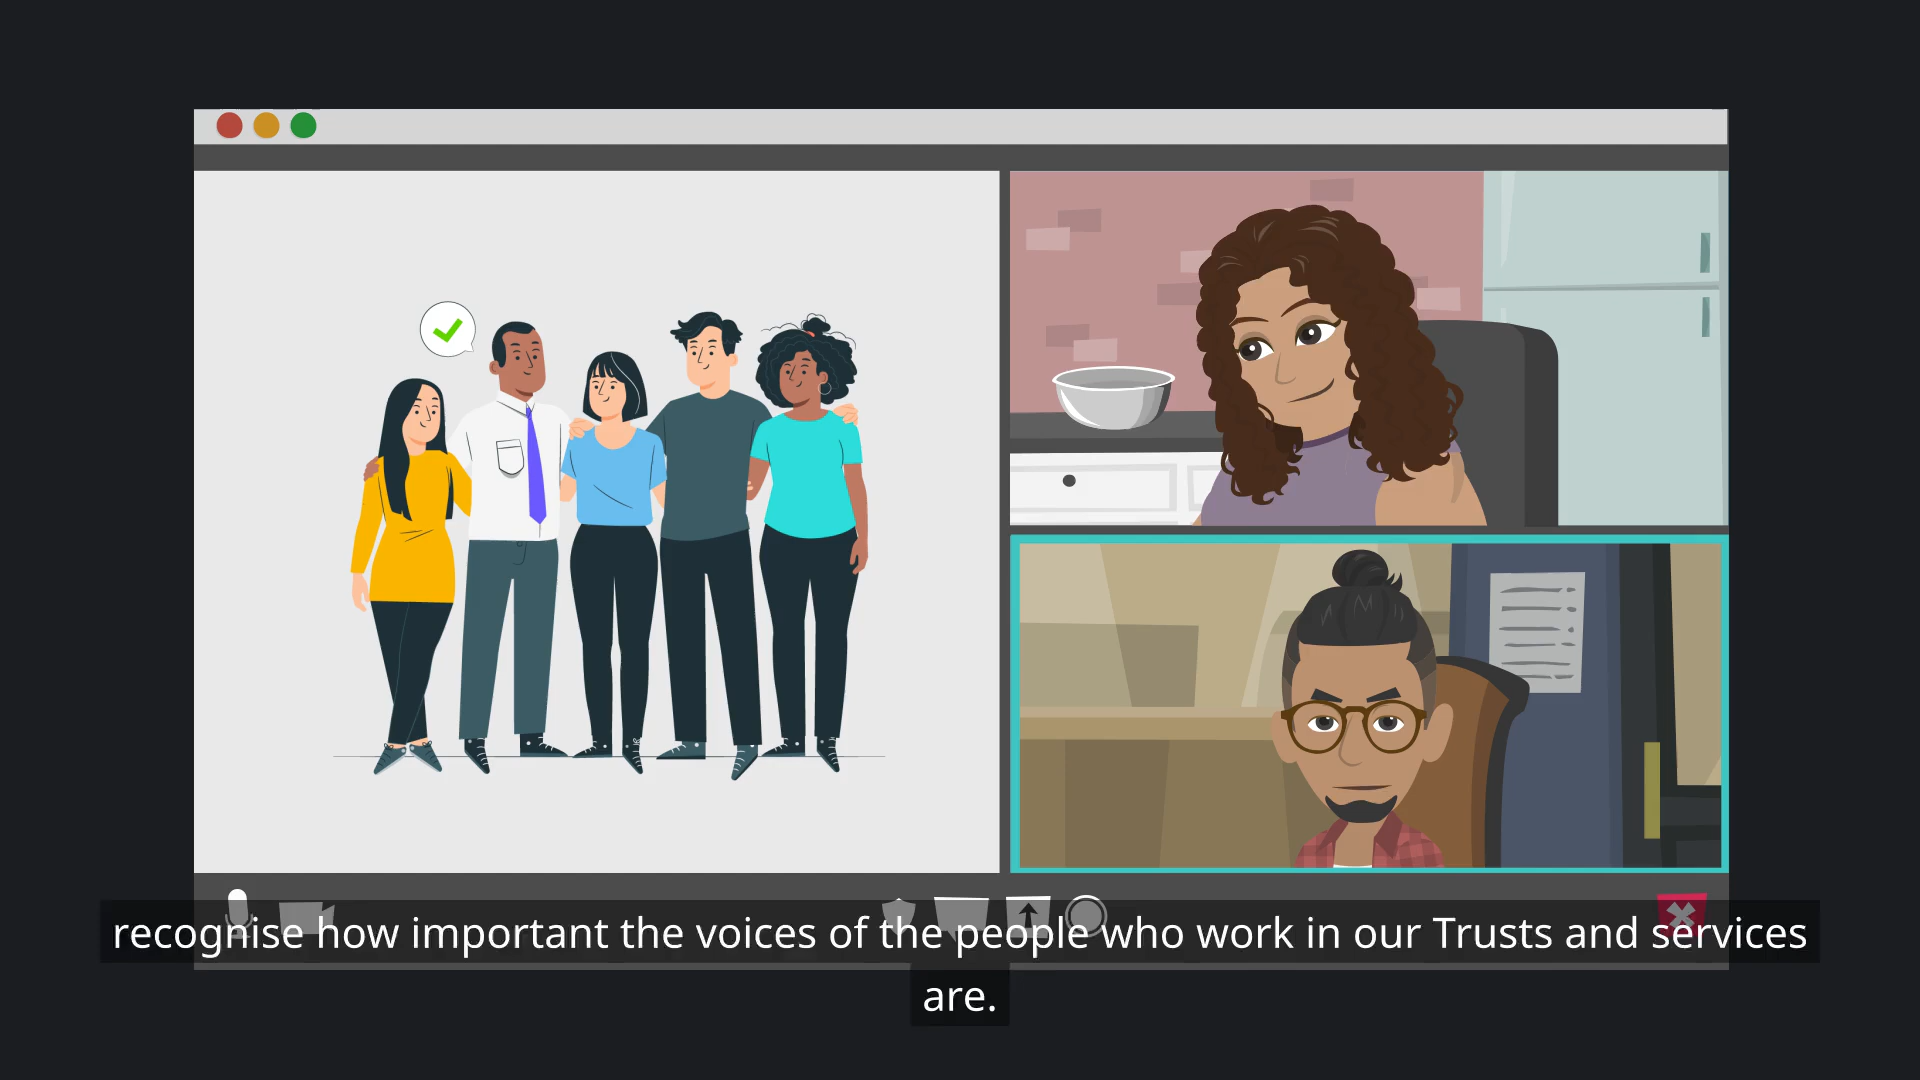 recognise how important the voices of the people who work in our Trusts and services
are.